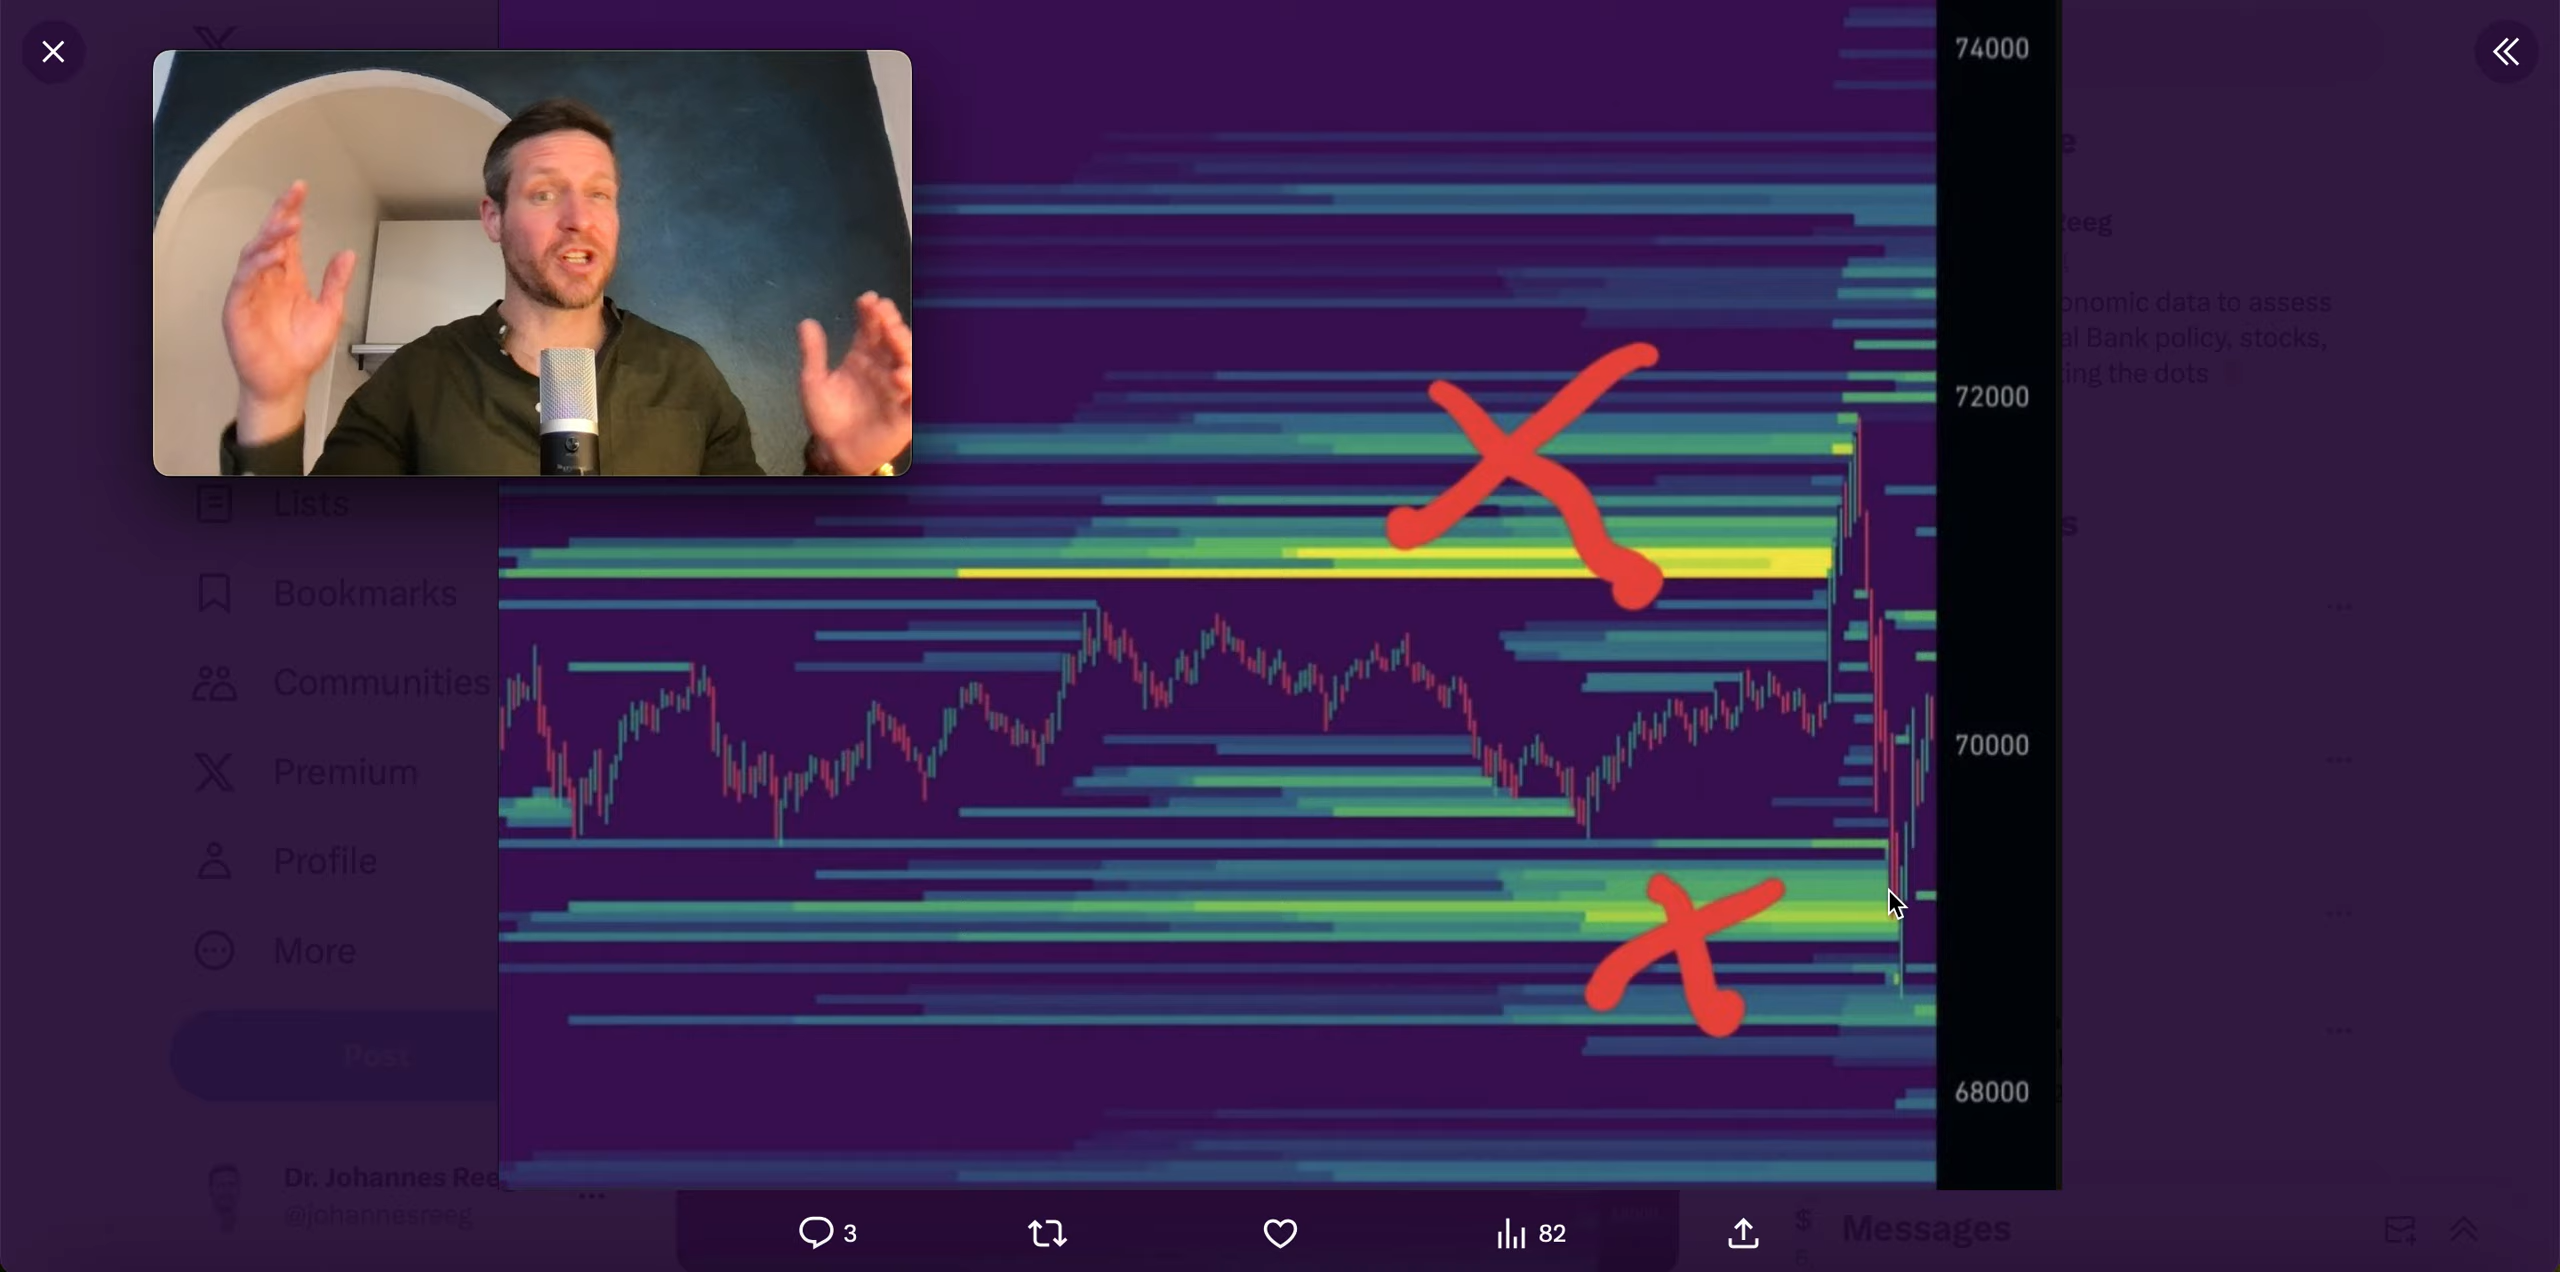 74000
72000
70000
68000
Reeg
onomic data to assess
al Bank policy, stocks,
ing the dots
Lists
Bookmarks
Communities
Premium
Profile
More
Post
Dr. Johannes Ree
@johannesreeg
3
82
$
Messages